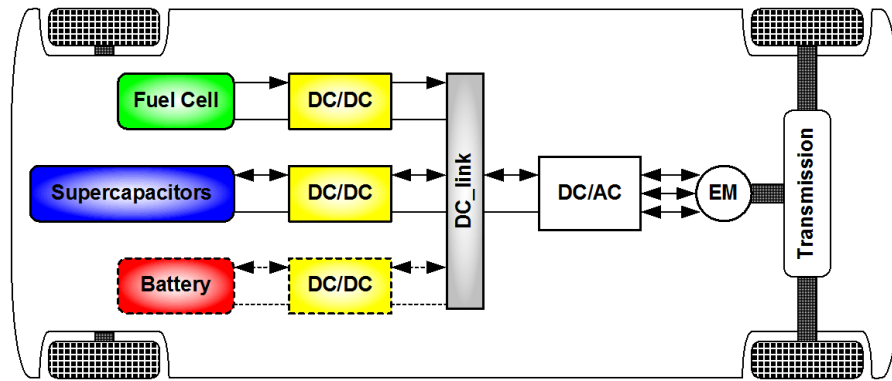 Fuel Cell
DC/DC
Supercapacitors
DC/DC
Battery
DC/DC
DC_link
DC/AC
EM
Transmission